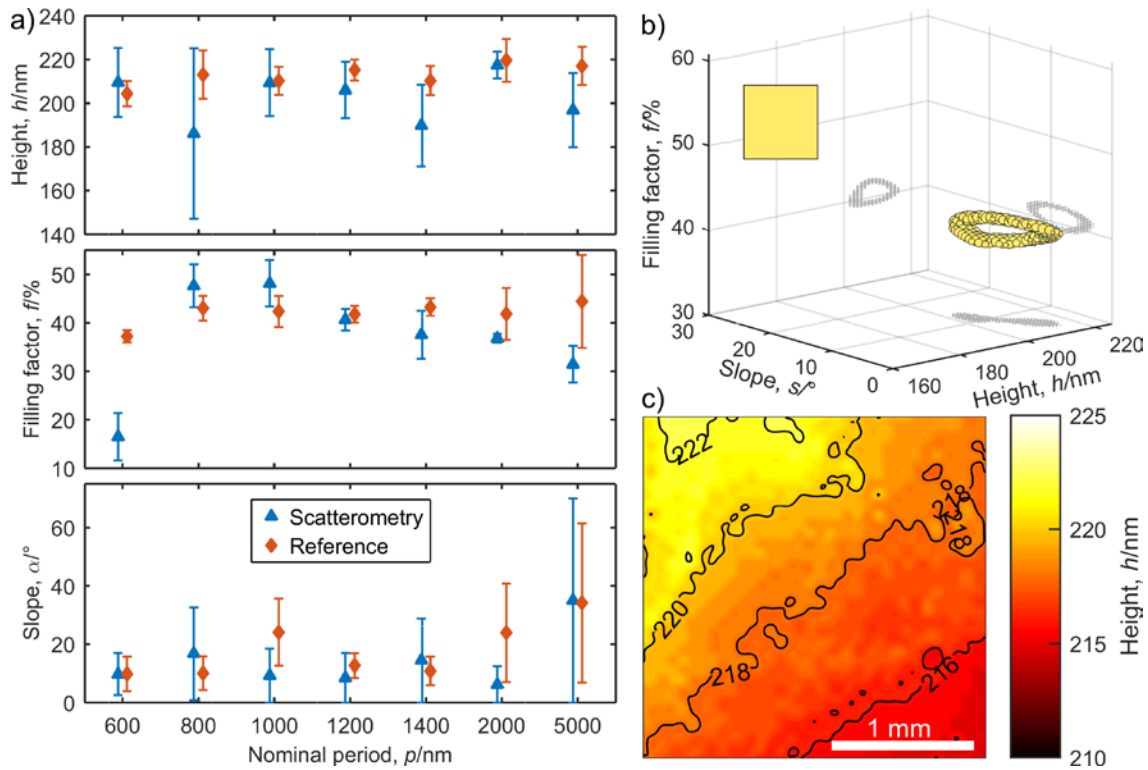 a)
240
220
200
180
160
140
Height, h/nm
50
40
30
20
10
Filling factor, f/%
60
40
20
0
Slope, α/°
Scatterometry
Reference
600 800 1000 1200 1400 2000 5000
Nominal period, p/nm
b)
60
50
40
30
Filling factor, f/%
30
20
10
0
Slope, s/°
160
180
200
220
Height, h/nm
c)
222
220
218
218
218
216
1 mm
225
220
215
210
Height, h/nm